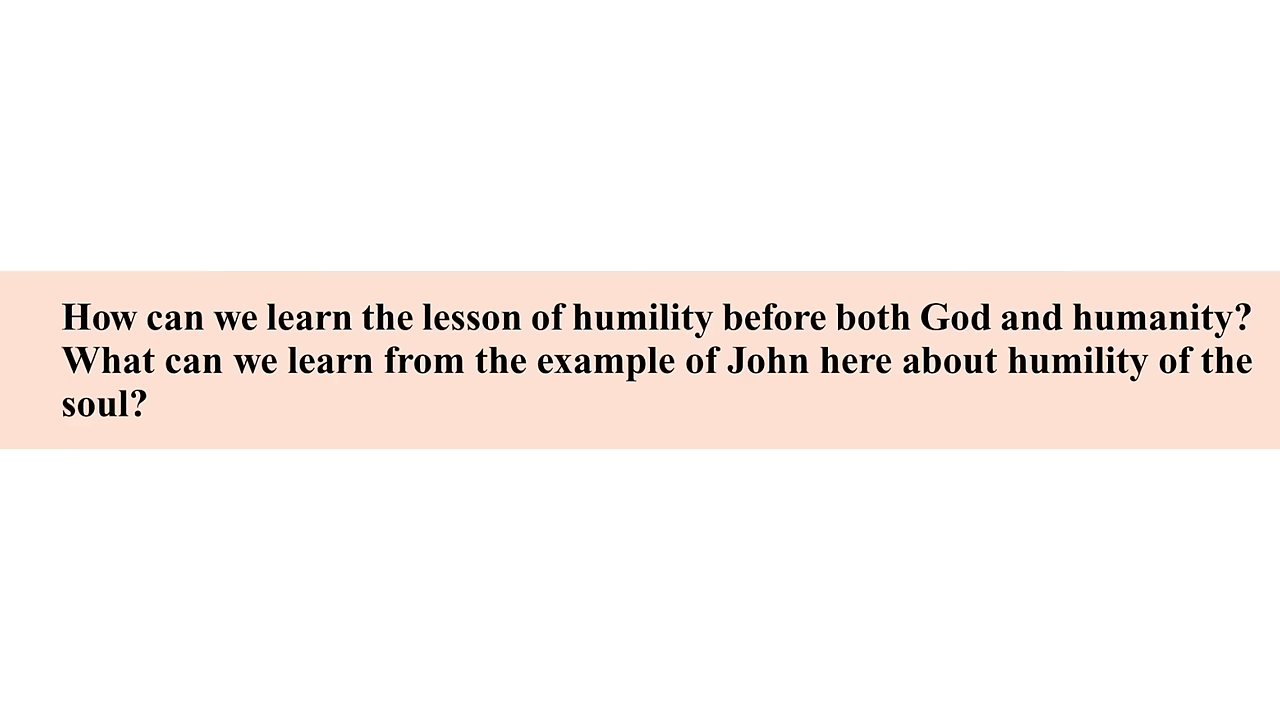 How can we learn the lesson of humility before both God and humanity?
What can we learn from the example of John here about humility of the
soul?